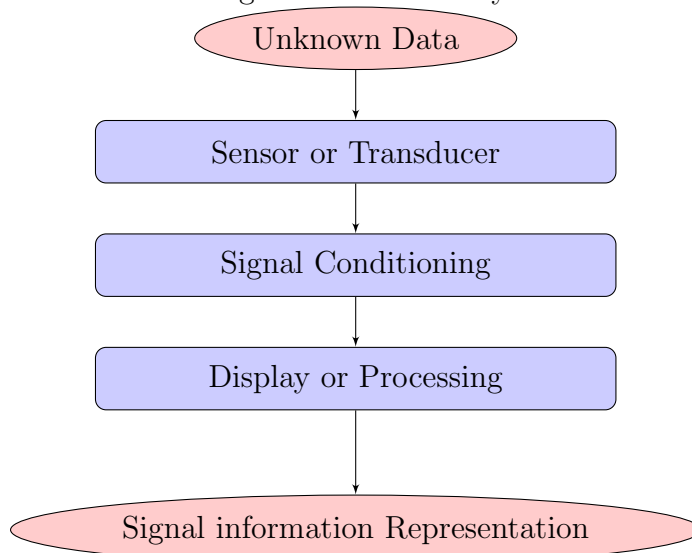 Unknown Data
Sensor or Transducer
Signal Conditioning
Display or Processing
Signal information Representation